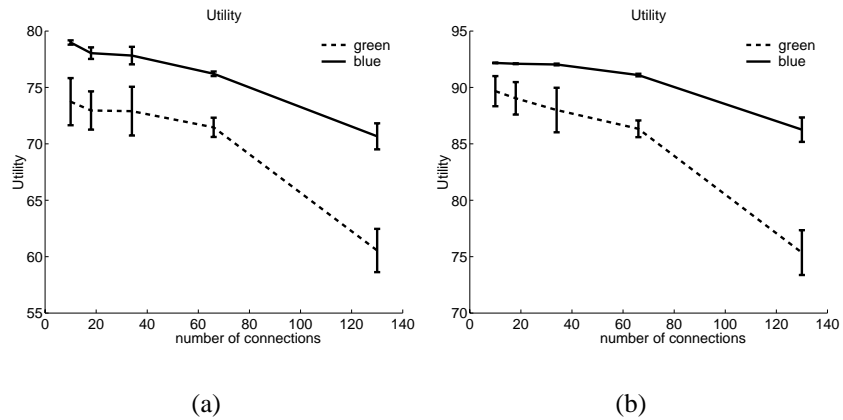 Utility
80
75
70
65
60
55
Utility
green
blue
0 20 40 60 80 100 120 140
number of connections
(a)
Utility
95
90
85
80
75
70
Utility
green
blue
0 20 40 60 80 100 120 140
number of connections
(b)